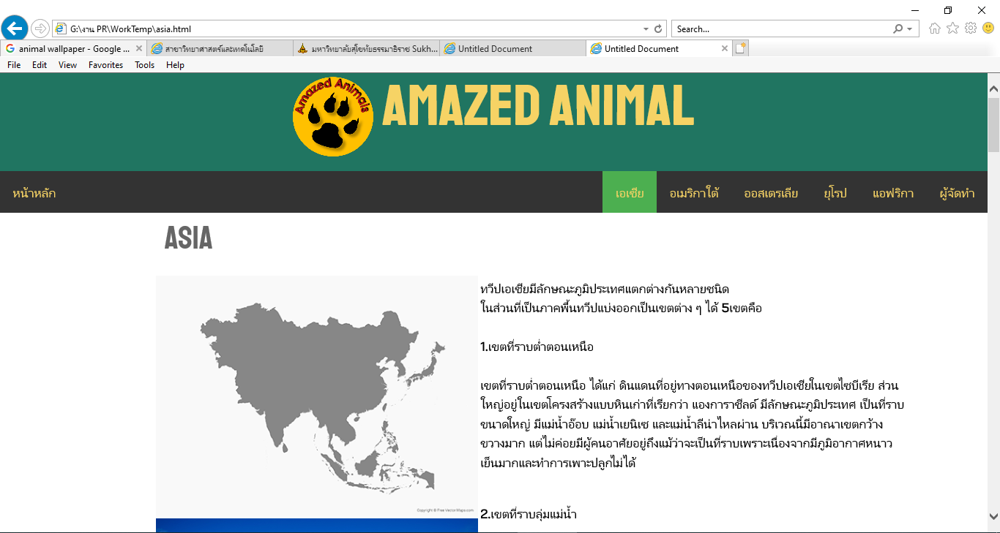 G:\งาน PR\WorkTemp\asia.html
Search...
animal wallpaper - Google ...
สาขาวิทยาศาสตร์และเทคโนโลยี
มหาวิทยาลัยสุโขทัยธรรมาธิราช Sukh...
Untitled Document
Untitled Document
File Edit View Favorites Tools Help
Amazed Animals
AMAZED ANIMAL
หน้าหลัก
เอเซีย
อเมริกาใต้
ออสเตรเลีย
ยุโรป
แอฟริกา
ผู้จัดทำ
ASIA
ทวีปเอเซียมีลักษณะภูมิประเทศแตกต่างกันหลายชนิด
ในส่วนที่เป็นภาคพื้นทวีปแบ่งออกเป็นเขตต่าง ๆ ได้ 5เขตคือ
1.เขตที่ราบต่ำตอนเหนือ
เขตที่ราบต่ำตอนเหนือ ได้แก่ ดินแดนที่อยู่ทางตอนเหนือของทวีปเอเซียในเขตไซบีเรีย ส่วน
ใหญ่อยู่ในเขตโครงสร้างแบบหินเก่าที่เรียกว่า แองการาชีลด์ มีลักษณะภูมิประเทศ เป็นที่ราบ
ขนาดใหญ่ มีแม่น้ำอ๊อบ แม่น้ำเยนิเซ และแม่น้ำลีน่าไหลผ่าน บริเวณนี้มีอาณาเขตกว้าง
ขวางมาก แต่ไม่ค่อยมีผู้คนอาศัยอยู่ถึงแม้ว่าจะเป็นที่ราบเพราะเนื่องจากมีภูมิอากาศหนาว
เย็นมากและทำการเพาะปลูกไม่ได้
Copyright © Free Vector Maps.com
2.เขตที่ราบลุ่มแม่น้ำ